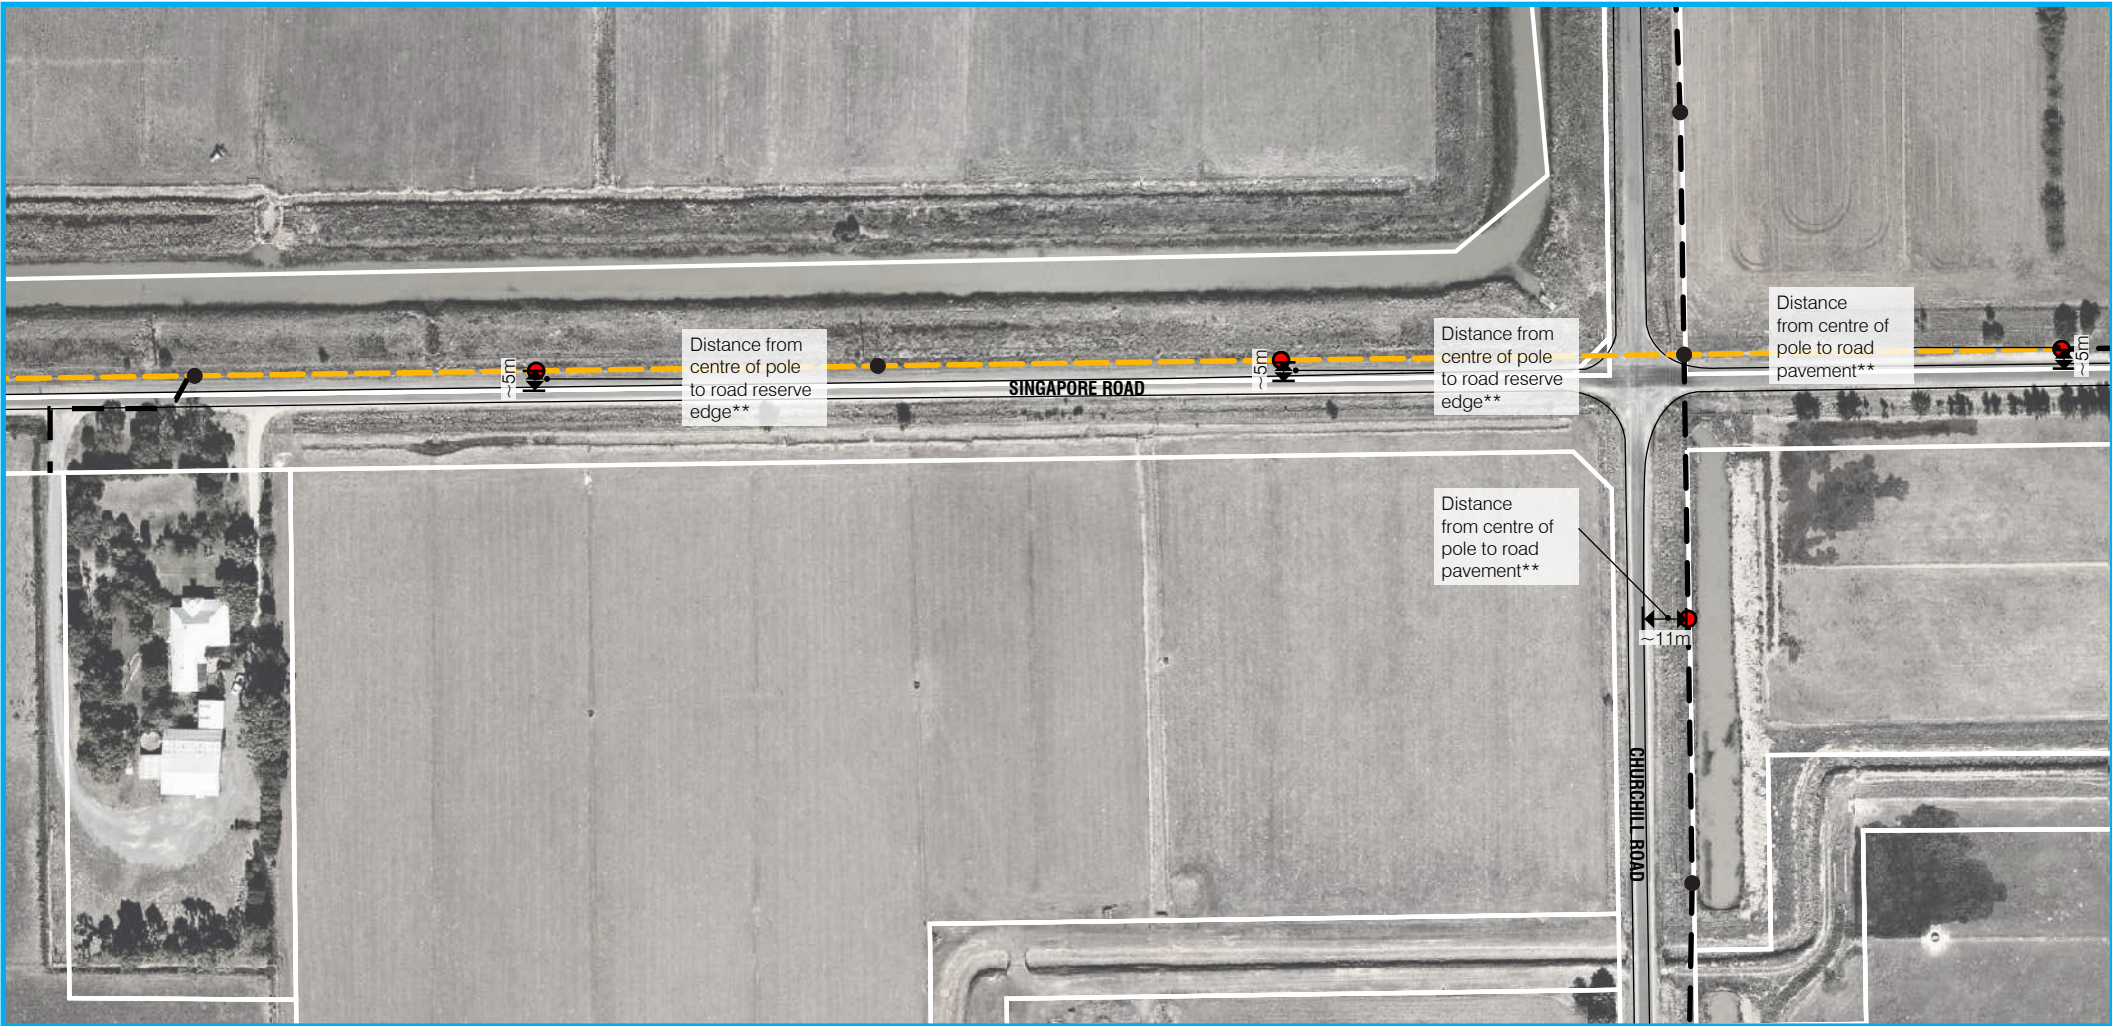 Distance
from centre of
pole to road
pavement**
Distance from
centre of pole
to road reserve
edge**
Distance from
centre of pole
to road reserve
edge**
~5m
~5m
~5m
SINGAPORE ROAD
Distance
from centre of
pole to road
pavement**
~11m
CHURCHILL ROAD